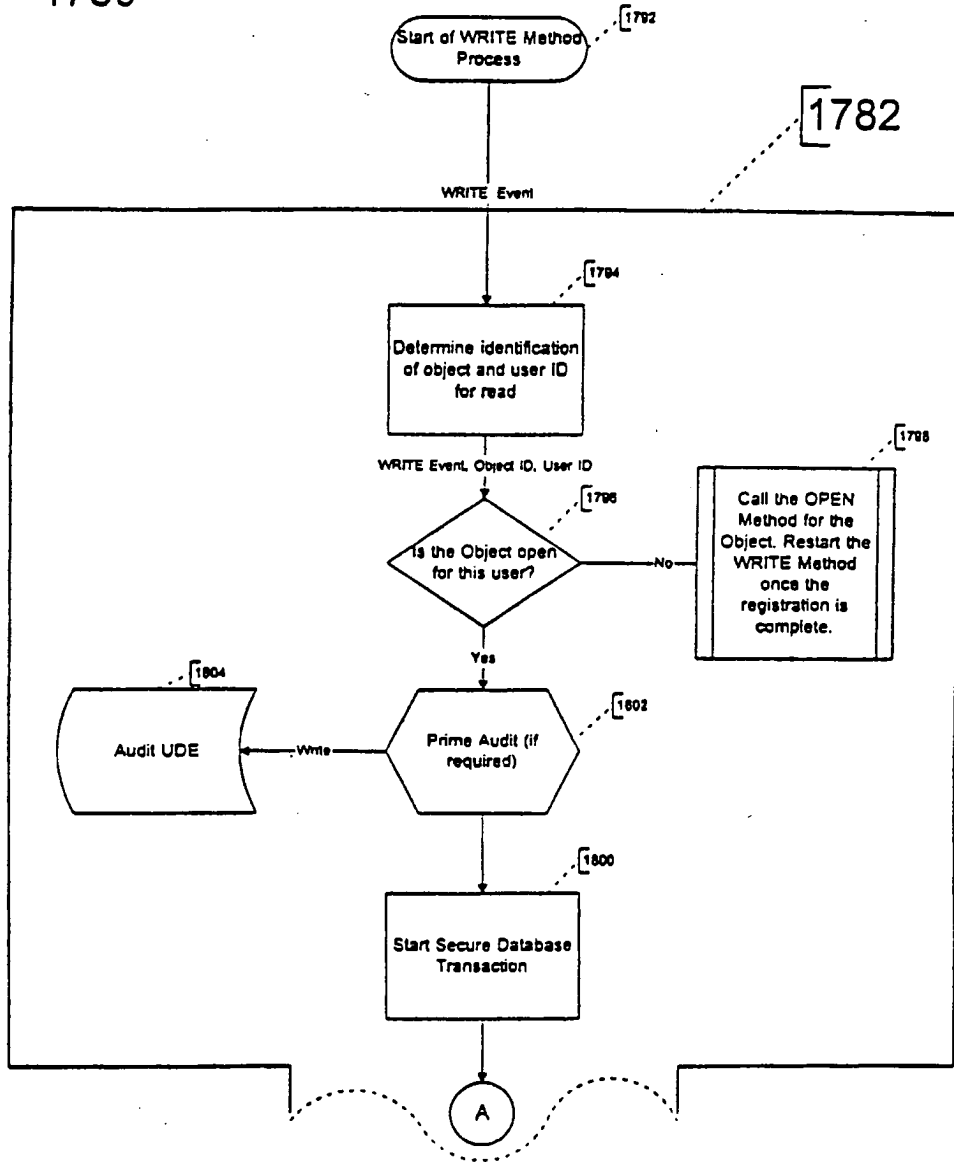 1792
Start of WRITE Method
Process
1782
WRITE Event
1794
Determine identification
of object and user ID
for read
WRITE Event, Object ID, User ID
1796
Is the Object open
for this user?
No
1798
Call the OPEN
Method for the
Object. Restart the
WRITE Method
once the
registration is
complete.
Yes
1804
Audit UDE
Write
1802
Prime Audit (if
required)
1800
Start Secure Database
Transaction
A